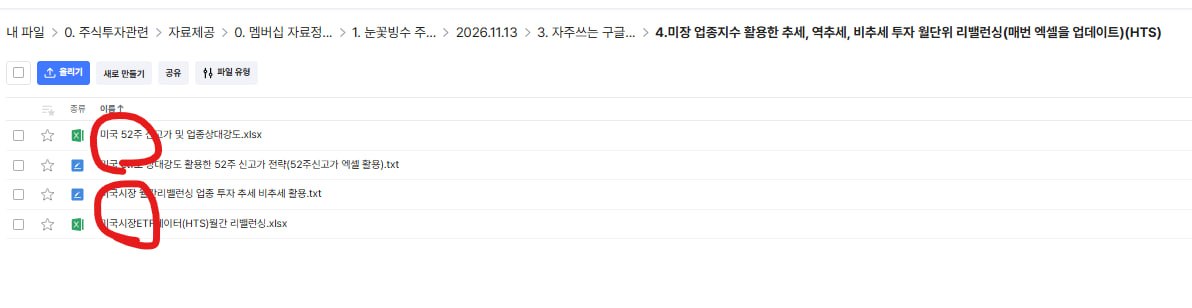 내 파일 > 0. 주식투자관련 > 자료제공 > 0. 멤버십 자료정... > 1. 눈꽃빙수 주... > 2026.11.13 > 3. 자주쓰는 구글... > 4.미장 업종지수 활용한 추세, 역추세, 비추세 투자 월단위 리밸런싱(매번 엑셀을 업데이트)(HTS)
올리기 새로 만들기 공유 파일 유형
종류 이름↑
미국 52주 신고가 및 업종상대강도.xlsx
상대강도 활용한 52주 신고가 전략(52주신고가 엑셀 활용).txt
미국시장 월말리밸런싱 업종 투자 추세 비추세 활용.txt
미국시장ETF데이터(HTS)월간 리밸런싱.xlsx